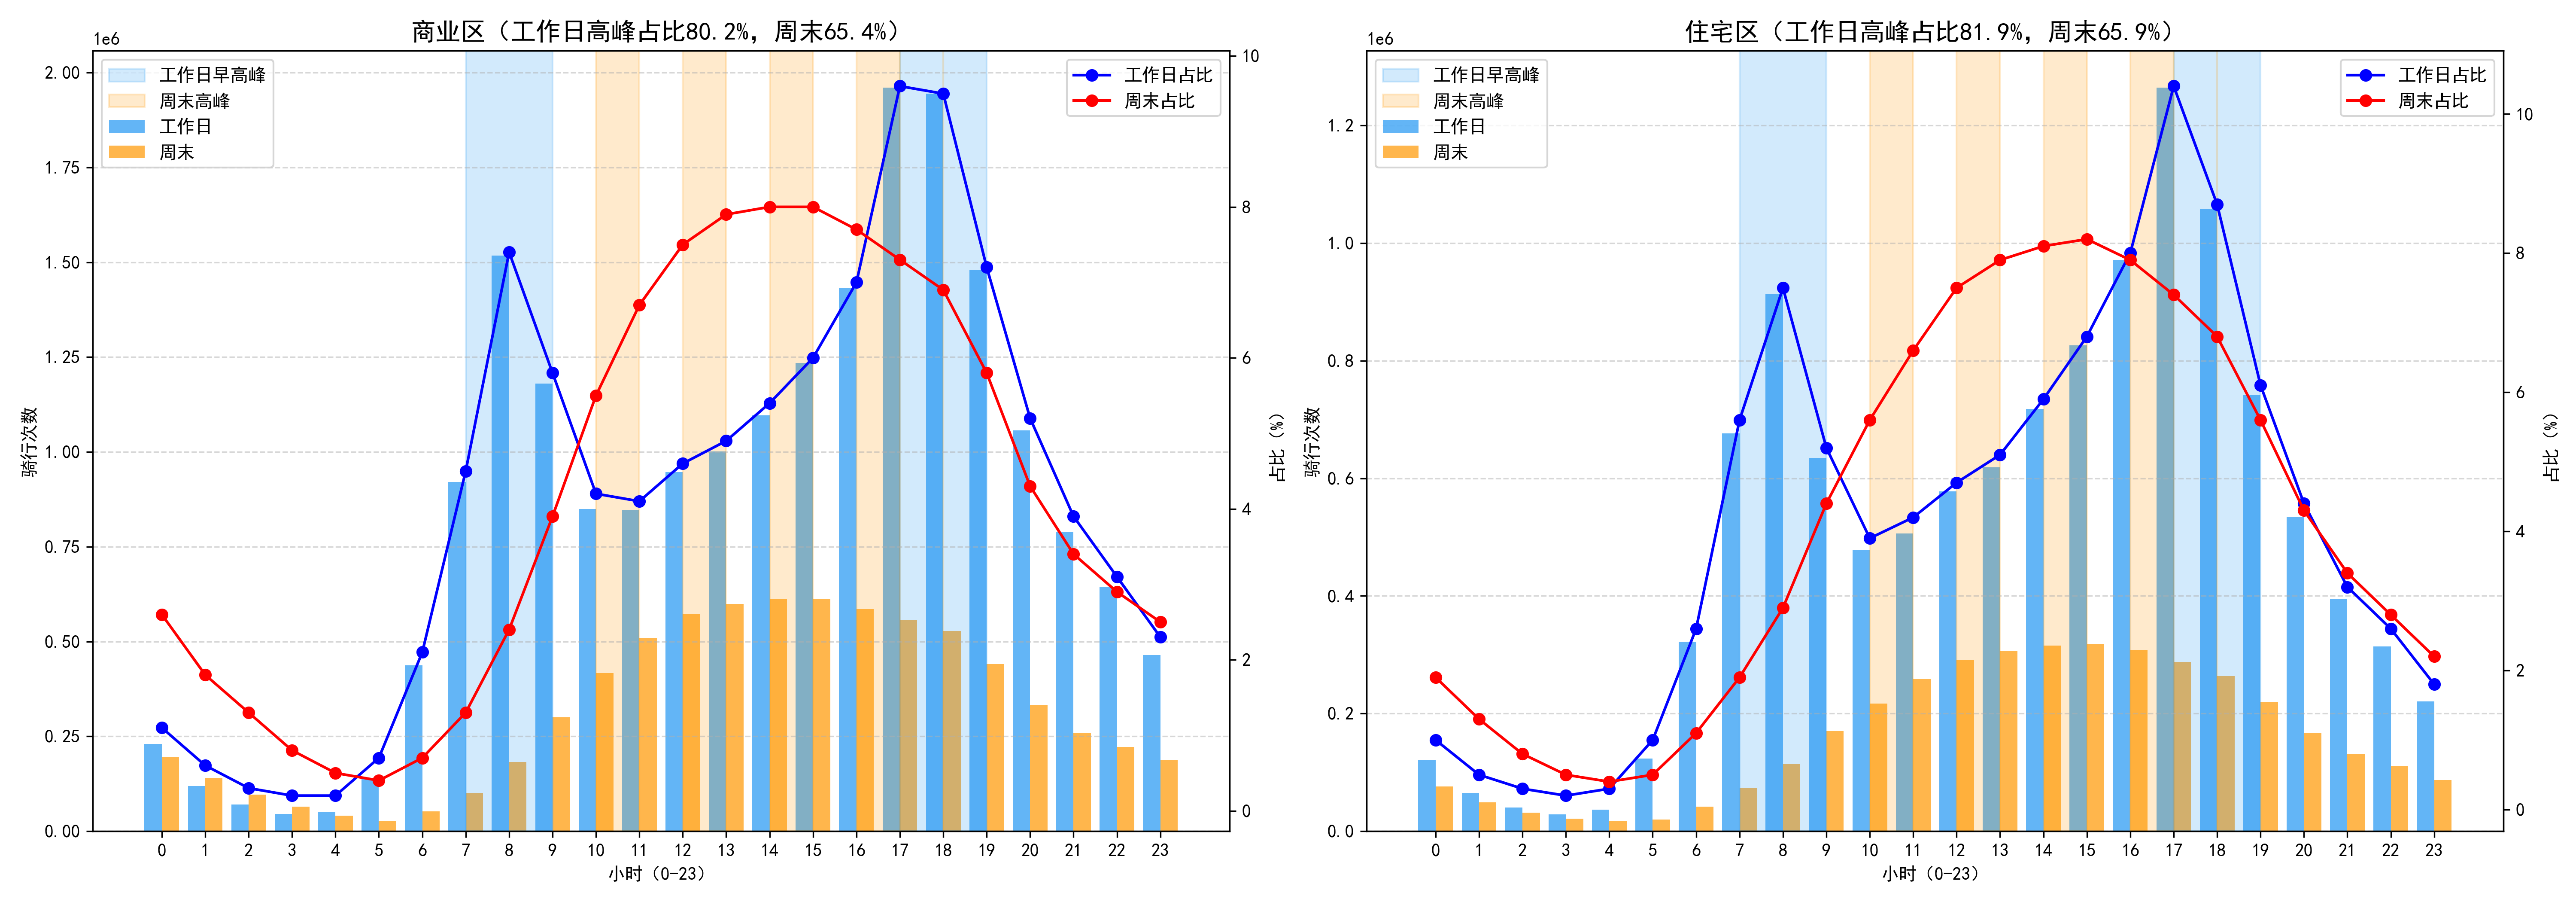 商业区（工作日高峰占比80.2%，周末65.4%）
1e6
工作日早高峰
周末高峰
工作日
周末
工作日占比
周末占比
2.00
1.75
1.50
1.25
1.00
0.75
0.50
0.25
0.00
骑行次数
10
8
6
4
2
0
占比（%）
0 1 2 3 4 5 6 7 8 9 10 11 12 13 14 15 16 17 18 19 20 21 22 23
小时（0-23）
住宅区（工作日高峰占比81.9%，周末65.9%）
1e6
工作日早高峰
周末高峰
工作日
周末
工作日占比
周末占比
1.2
1.0
0.8
0.6
0.4
0.2
0.0
骑行次数
10
8
6
4
2
0
占比（%）
0 1 2 3 4 5 6 7 8 9 10 11 12 13 14 15 16 17 18 19 20 21 22 23
小时（0-23）